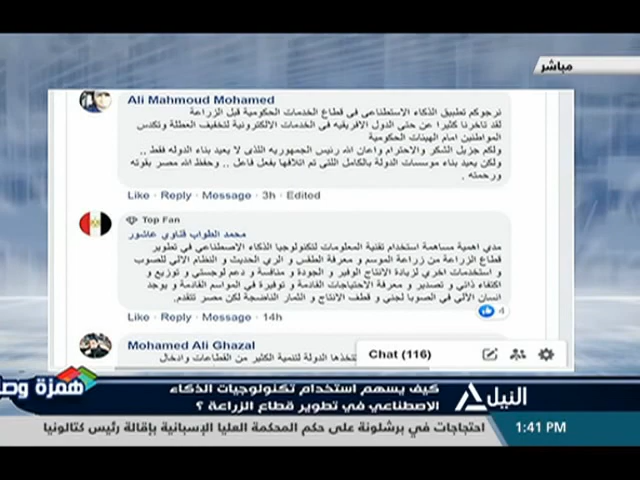 مباشر
Ali Mahmoud Mohamed
نرجوكم تطبيق الذكاء الاستطناعى فى قطاع الخدمات الحكومية قبل الزراعة
لقد تاخرنا كثيرا عن حتى الدول الافريقيه في الخدمات الالكترونية لتخفيف العطلة وتكدس
المواطنين امام الهيئات الحكومية
ولكم جزيل الشكر والاحترام واعان الله رئيس الجمهوريه اللذى لا يعيد بناء الدوله فقط ..
ولكن يعيد بناء موسسات الدولة بالكامل اللتى تم اتلافها بفعل فاعل .. وحفظ الله مصر بقوته
ورحمته .
Like · Reply · Message · 3h · Edited
Top Fan
محمد الطواب قناوي عاشور
مدي اهمية مساهمة استخدام تقنية المعلومات لتكنولوجيا الذكاء الاصطناعي في تطوير
قطاع الزراعة من زراعة الموسم و معرفة الطقس و الري الحديث و النظام الالي للصوب
و استخدمات اخري لزيادة الانتاج الوفير و الجودة و منافسة و دعم لوجستي و توزيع و
اكتفاء ذاتي و تصدير و معرفة الاحتياجات القادمة و توفيرة في المواسم القادمة و يوجد
انسان الآلي في الصوبا لجني و قطف الانتاج و الثمار الناضجة لكن مصر تتقدم.
4
Like · Reply · Message · 14h
Mohamed Ali Ghazal
تتخذها الدولة لتنمية الكثير من القطاعات وادخال
Chat (116)
همزة وصل
كيف يسهم استخدام تكنولوجيات الذكاء
الإصطناعي في تطوير قطاع الزراعة ؟
النيل
احتجاجات في برشلونة على حكم المحكمة العليا الإسبانية بإقالة رئيس كتالونيا
1:41 PM